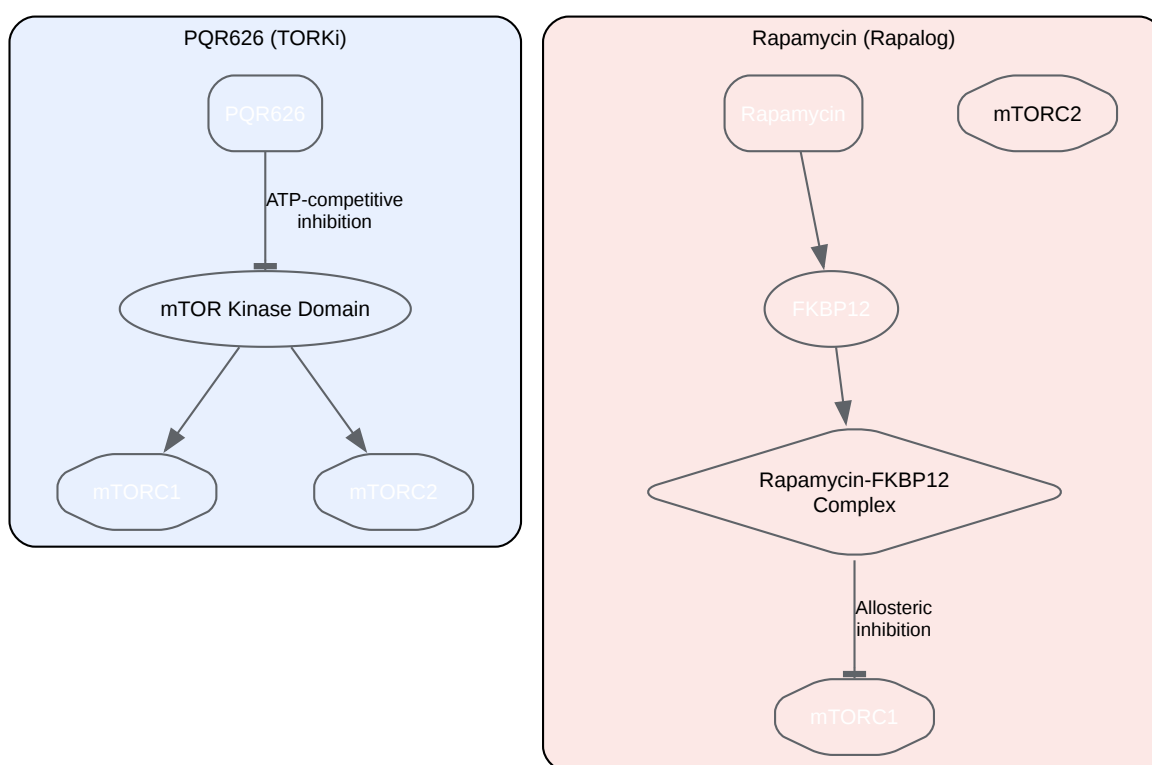 PQR626 (TORKi)
PQR626
ATP-competitive
inhibition
mTOR Kinase Domain
mTORC1
mTORC2
Rapamycin (Rapalog)
Rapamycin
mTORC2
FKBP12
Rapamycin-FKBP12
Complex
Allosteric
inhibition
mTORC1